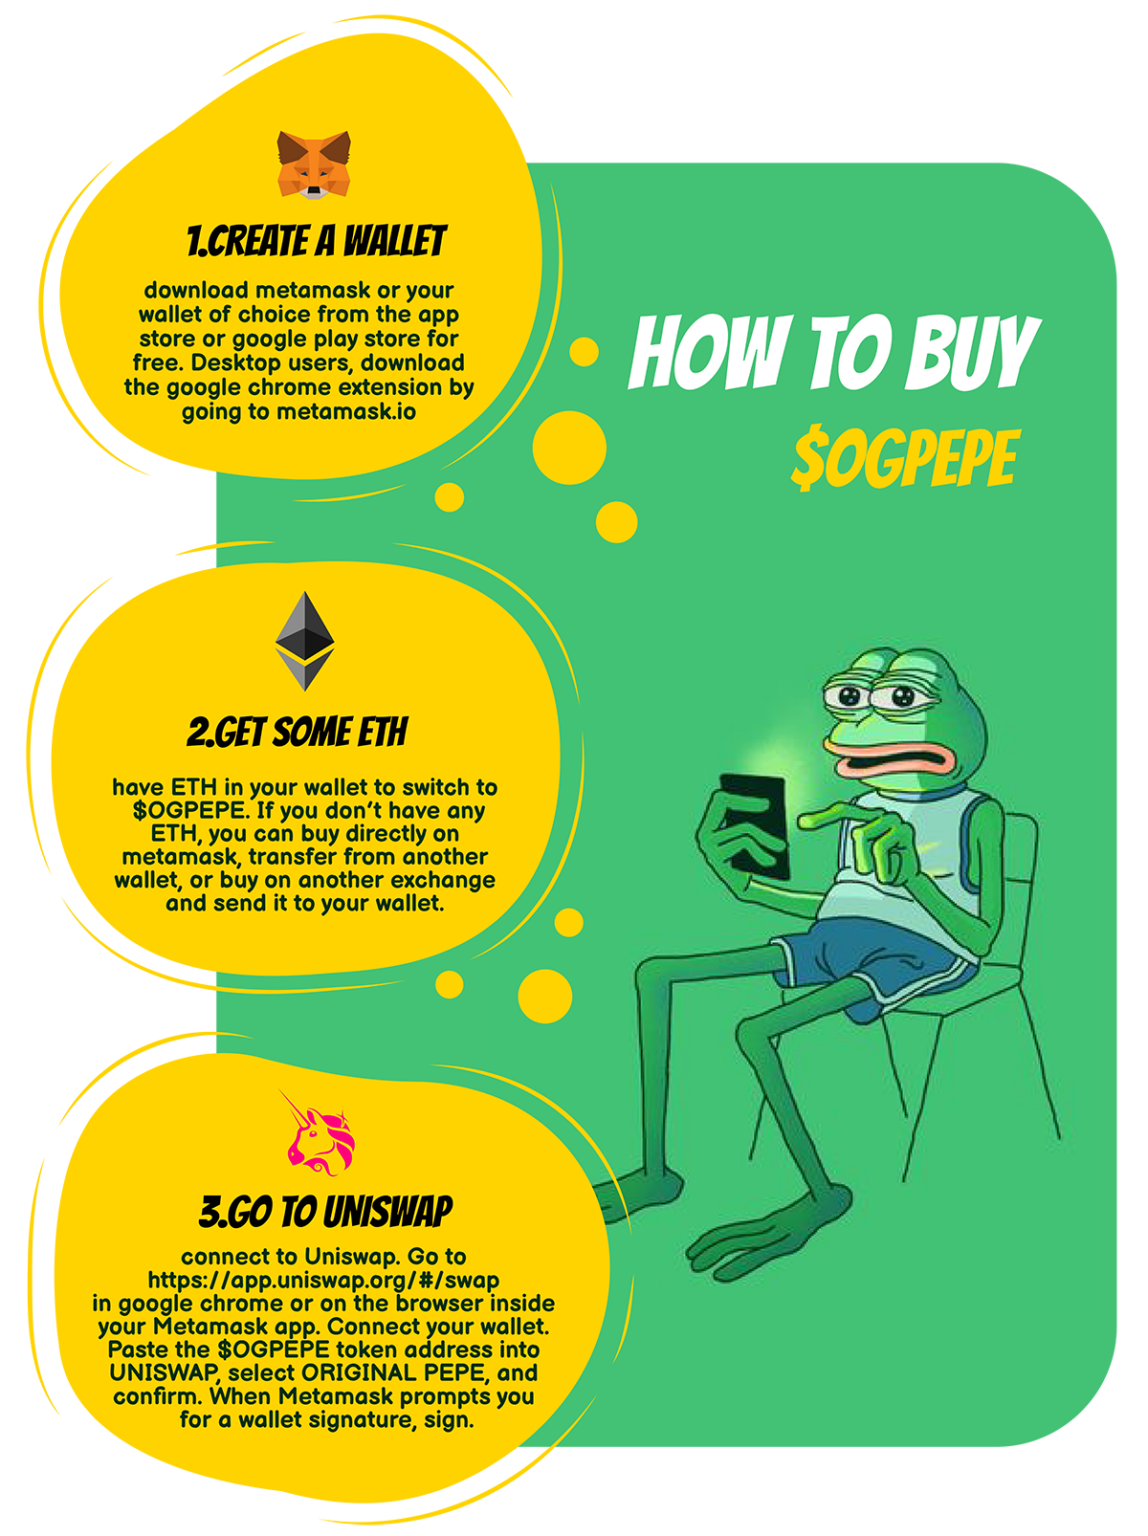 1.CREATE A WALLET
download metamask or your
wallet of choice from the app
store or google play store for
free. Desktop users, download
the google chrome extension by
going to metamask.io
HOW TO BUY
$OGPEPE
2.GET SOME ETH
have ETH in your wallet to switch to
$OGPEPE. If you don't have any
ETH, you can buy directly on
metamask, transfer from another
wallet, or buy on another exchange
and send it to your wallet.
3.GO TO UNISWAP
connect to Uniswap. Go to
https://app.uniswap.org/#/swap
in google chrome or on the browser inside
your Metamask app. Connect your wallet.
Paste the $OGPEPE token address into
UNISWAP, select ORIGINAL PEPE, and
confirm. When Metamask prompts you
for a wallet signature, sign.